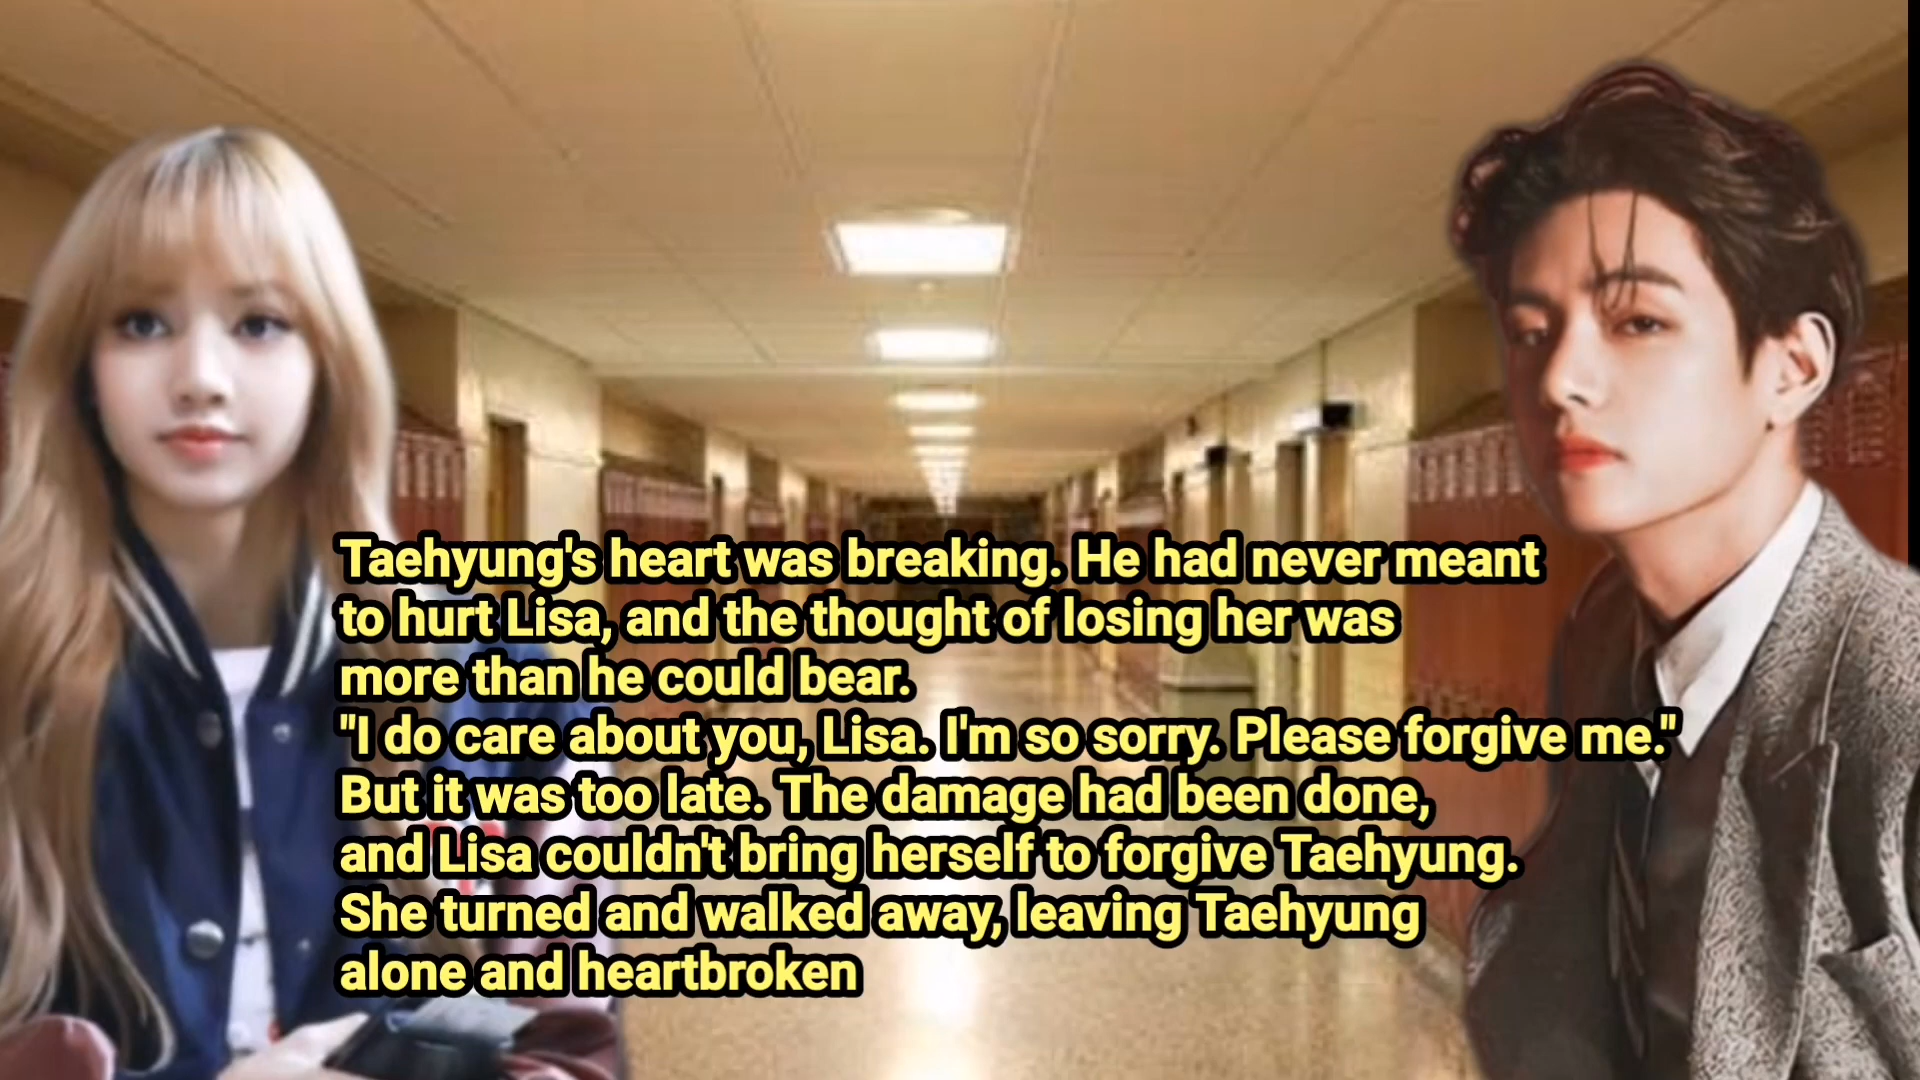 Taehyung's heart was breaking. He had never meant
to hurt Lisa, and the thought of losing her was
more than he could bear.
"I do care about you, Lisa. I'm so sorry. Please forgive me."
But it was too late. The damage had been done,
and Lisa couldn't bring herself to forgive Taehyung.
She turned and walked away, leaving Taehyung
alone and heartbroken